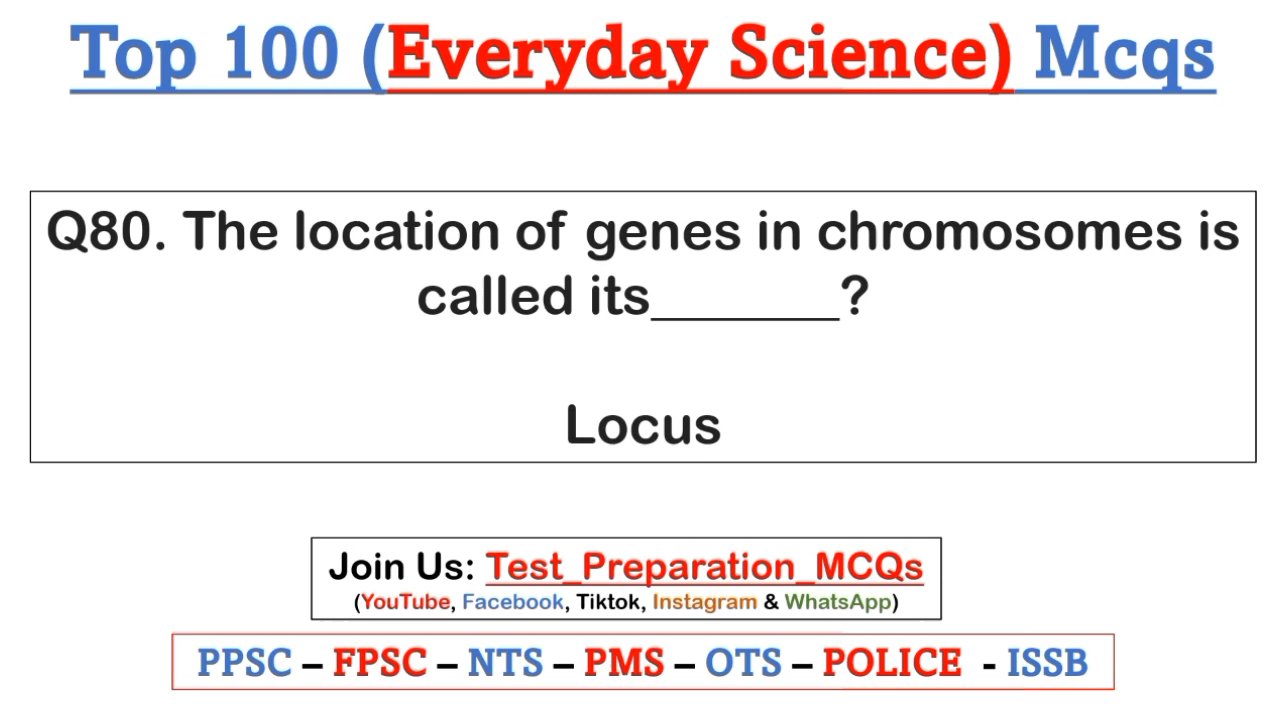 Top 100 (Everyday Science) Mcqs
Q80. The location of genes in chromosomes is
called its_______?
Locus
Join Us: Test_Preparation_MCQs
(YouTube, Facebook, Tiktok, Instagram & WhatsApp)
PPSC – FPSC – NTS – PMS – OTS – POLICE - ISSB